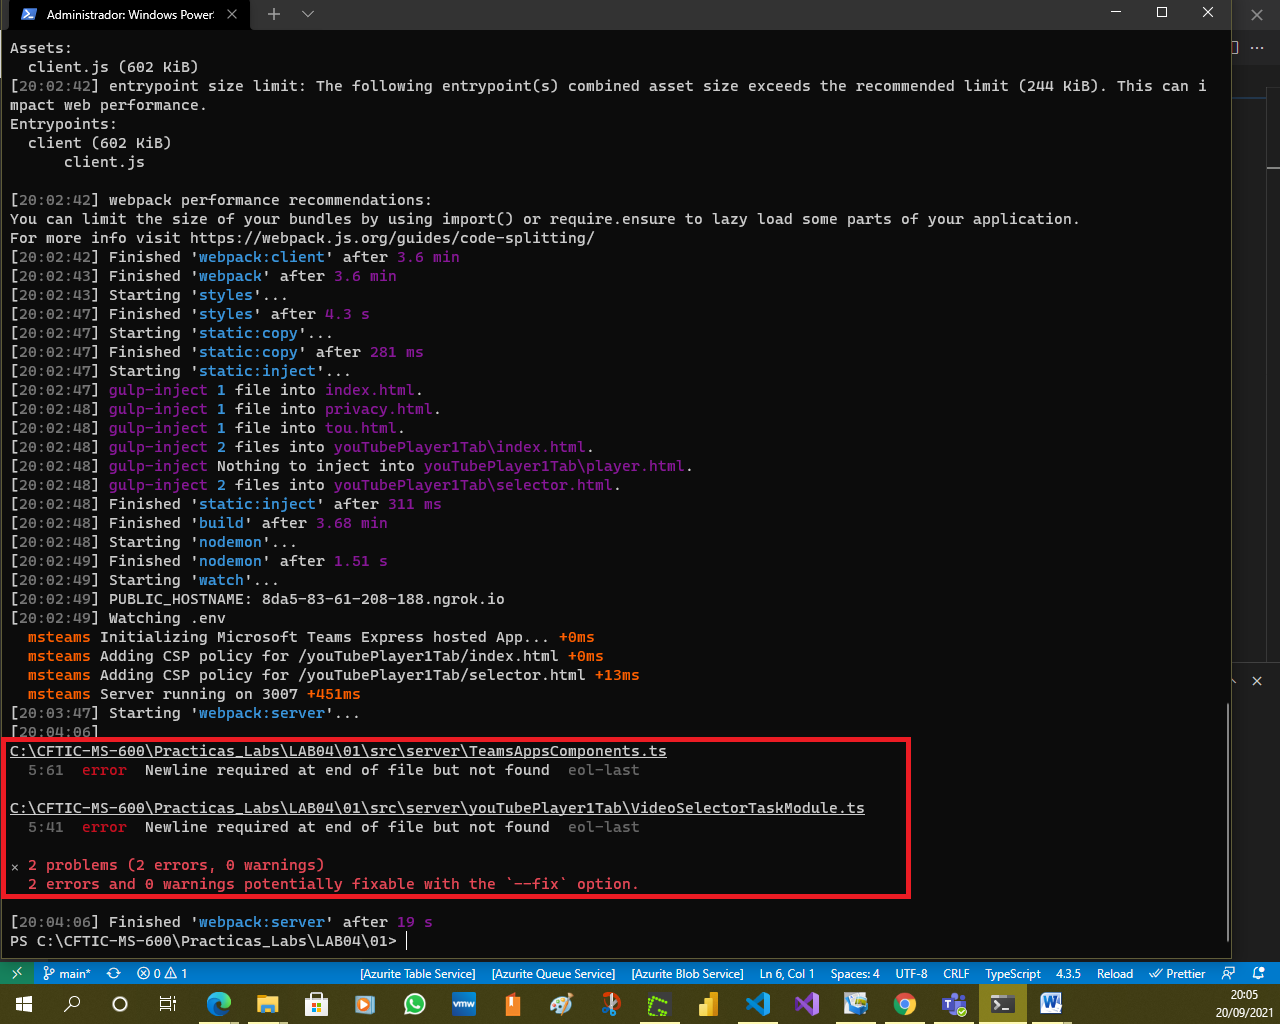 Administrador: Windows Power
Assets:
client.js (602 KiB)
[20:02:42] entrypoint size limit: The following entrypoint(s) combined asset size exceeds the recommended limit (244 KiB). This can i
mpact web performance.
Entrypoints:
client (602 KiB)
client.js
[20:02:42] webpack performance recommendations:
You can limit the size of your bundles by using import() or require.ensure to lazy load some parts of your application.
For more info visit https://webpack.js.org/guides/code-splitting/
[20:02:42] Finished 'webpack:client' after 3.6 min
[20:02:43] Finished 'webpack' after 3.6 min
[20:02:43] Starting 'styles'...
[20:02:47] Finished 'styles' after 4.3 s
[20:02:47] Starting 'static:copy'...
[20:02:47] Finished 'static:copy' after 281 ms
[20:02:47] Starting 'static:inject'...
[20:02:47] gulp-inject 1 file into index.html.
[20:02:48] gulp-inject 1 file into privacy.html.
[20:02:48] gulp-inject 1 file into tou.html.
[20:02:48] gulp-inject 2 files into youTubePlayer1Tab\index.html.
[20:02:48] gulp-inject Nothing to inject into youTubePlayer1Tab\player.html.
[20:02:48] gulp-inject 2 files into youTubePlayer1Tab\selector.html.
[20:02:48] Finished 'static:inject' after 311 ms
[20:02:48] Finished 'build' after 3.68 min
[20:02:48] Starting 'nodemon'...
[20:02:49] Finished 'nodemon' after 1.51 s
[20:02:49] Starting 'watch'...
[20:02:49] PUBLIC_HOSTNAME: 8da5-83-61-208-188.ngrok.io
[20:02:49] Watching .env
msteams Initializing Microsoft Teams Express hosted App... +0ms
msteams Adding CSP policy for /youTubePlayer1Tab/index.html +0ms
msteams Adding CSP policy for /youTubePlayer1Tab/selector.html +13ms
msteams Server running on 3007 +451ms
[20:03:47] Starting 'webpack:server'...
[20:04:06]
C:\CFTIC-MS-600\Practicas_Labs\LAB04\01\src\server\TeamsAppsComponents.ts
5:61 error Newline required at end of file but not found eol-last
C:\CFTIC-MS-600\Practicas_Labs\LAB04\01\src\server\youTubePlayer1Tab\VideoSelectorTaskModule.ts
5:41 error Newline required at end of file but not found eol-last
✕ 2 problems (2 errors, 0 warnings)
2 errors and 0 warnings potentially fixable with the `--fix` option.
[20:04:06] Finished 'webpack:server' after 19 s
PS C:\CFTIC-MS-600\Practicas_Labs\LAB04\01>
main* 0 1 [Azurite Table Service] [Azurite Queue Service] [Azurite Blob Service] Ln 6, Col 1 Spaces: 4 UTF-8 CRLF TypeScript 4.3.5 Reload Prettier
vmw
20:05
20/09/2021